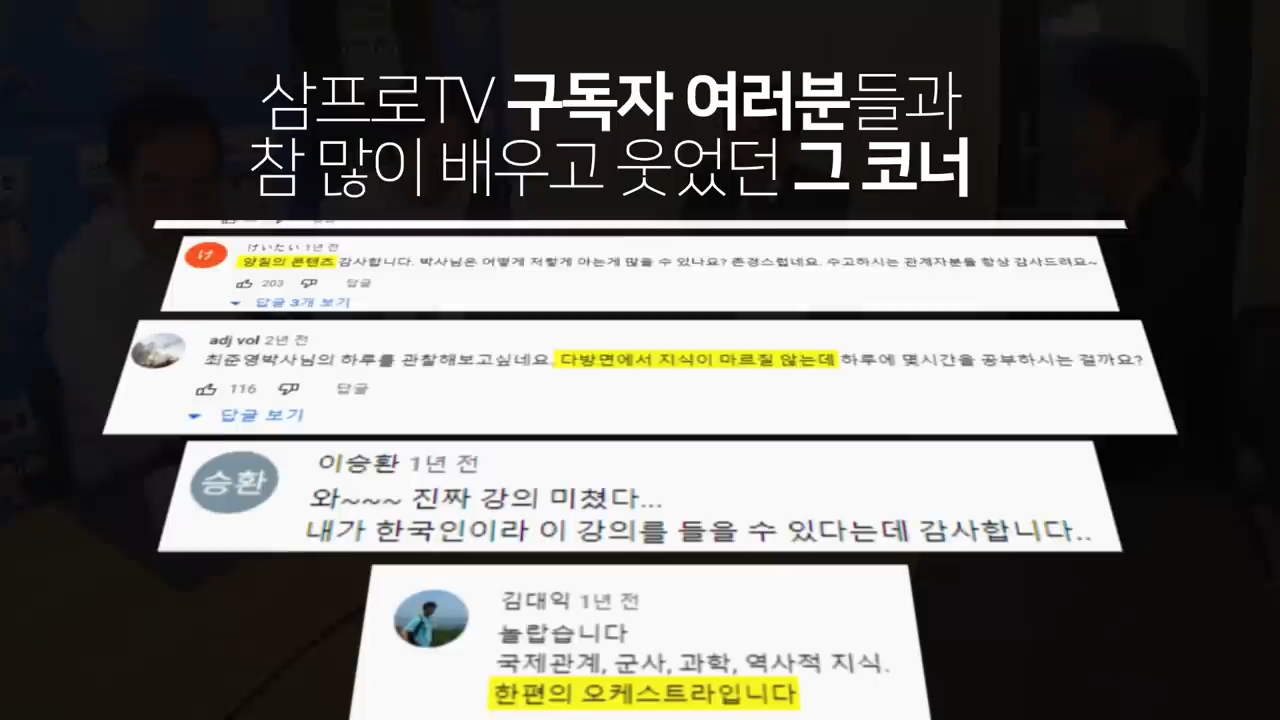 삼프로TV 구독자 여러분들과
참 많이 배우고 웃었던 그 코너
け
けいたい 1년 전
양질의 콘텐츠 감사합니다. 박사님은 어떻게 저렇게 아는게 많을 수 있나요? 존경스럽네요. 수고하시는 관계자분들 항상 감사드려요~
203 답글
답글 3개 보기
adj vol 2년 전
최준영박사님의 하루를 관찰해보고싶네요. 다방면에서 지식이 마르질 않는데 하루에 몇시간을 공부하시는 걸까요?
116 답글
답글 보기
승환
이승환 1년 전
와~~~ 진짜 강의 미쳤다...
내가 한국인이라 이 강의를 들을 수 있다는데 감사합니다..
김대익 1년 전
놀랍습니다
국제관계, 군사, 과학, 역사적 지식.
한편의 오케스트라입니다